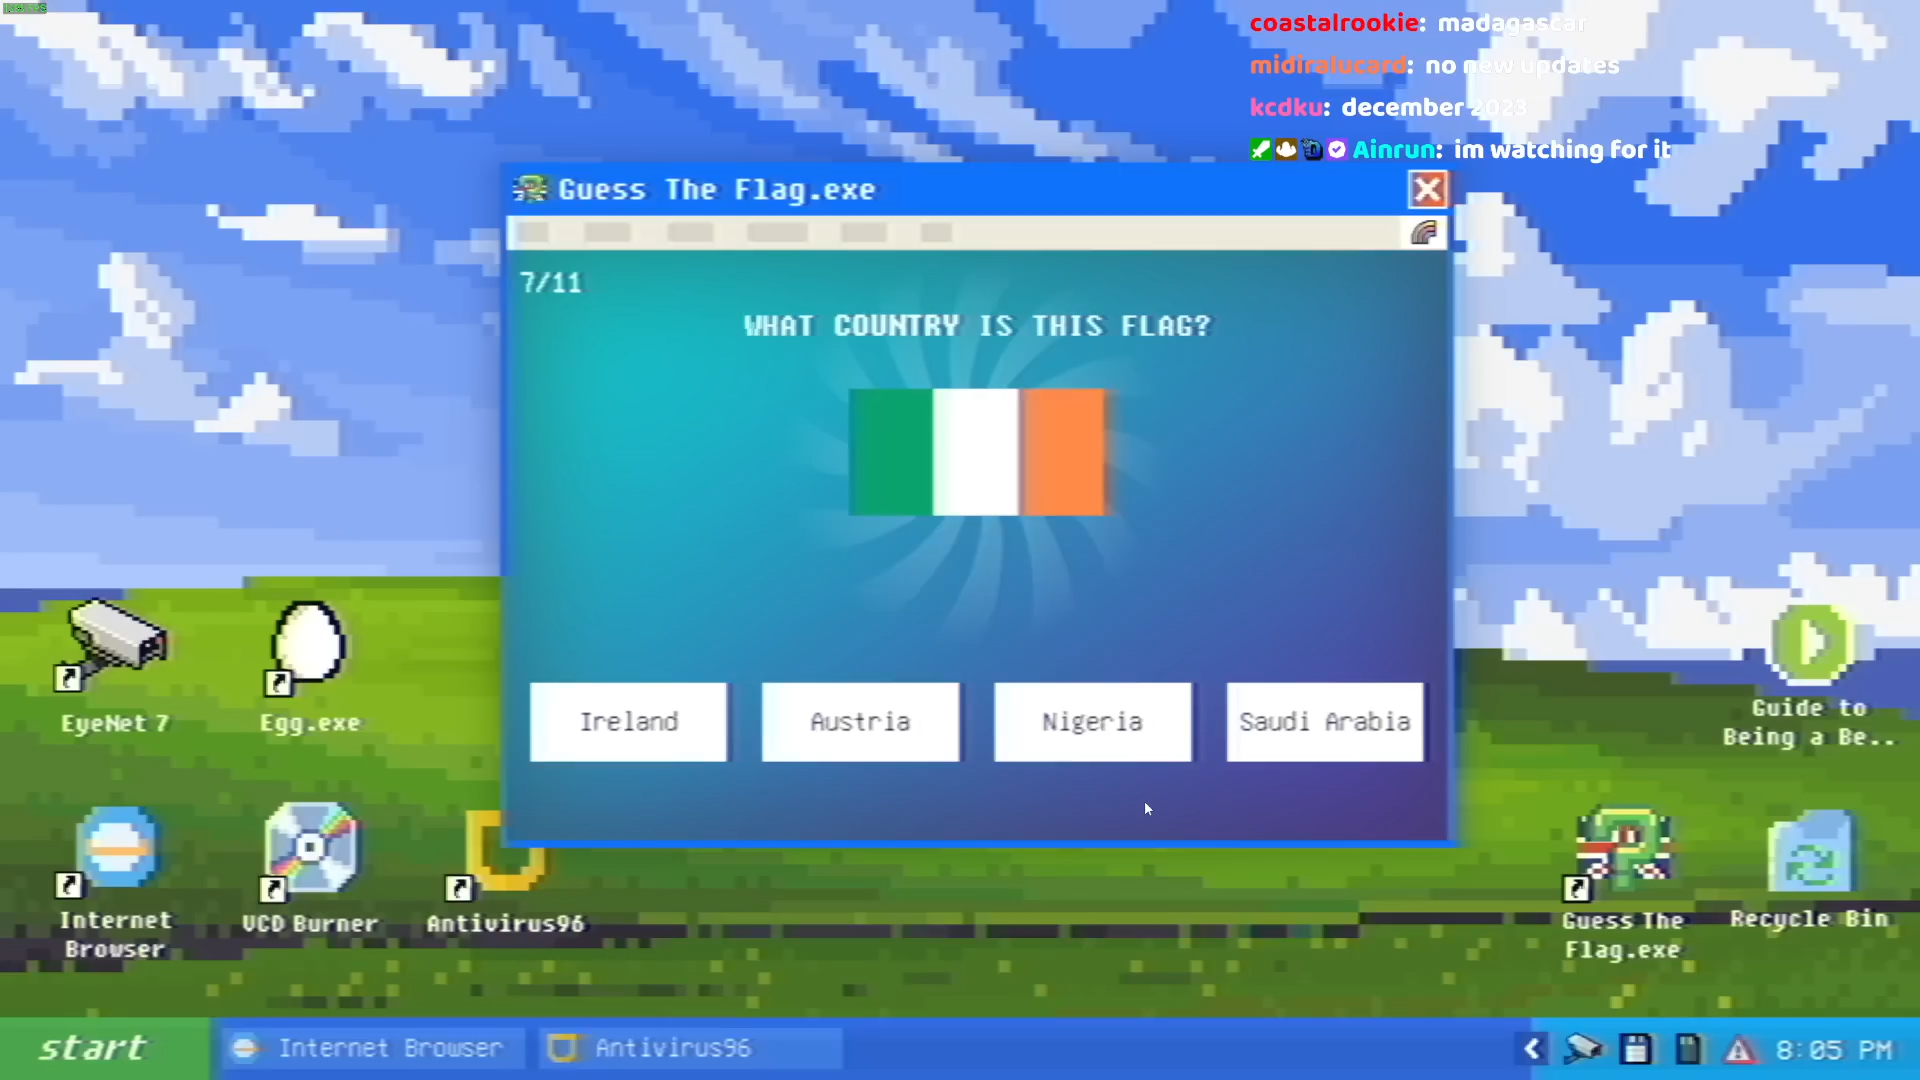 coastalrookie: madagascar
midiralucard: no new updates
kcdku: december 2023
Ainrun: im watching for it
Guess The Flag.exe
7/11
WHAT COUNTRY IS THIS FLAG?
Ireland
Austria
Nigeria
Saudi Arabia
EyeNet 7
Egg.exe
Guide to
Being a Be..
Internet
Browser
VCD Burner
Antivirus96
Guess The
Flag.exe
Recycle Bin
start
Internet Browser
Antivirus96
8:05 PM